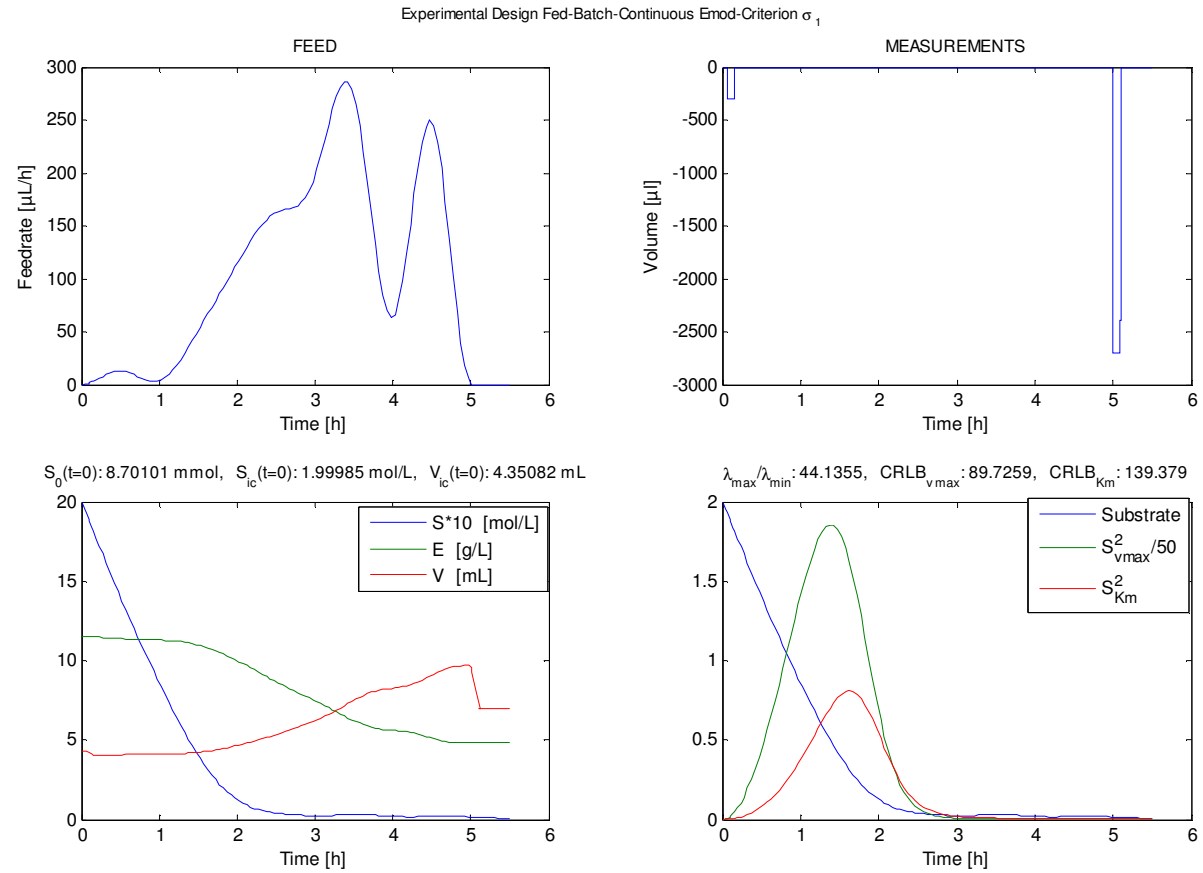 Experimental Design Fed-Batch-Continuous Emod-Criterion σ1
FEED
300
250
200
150
100
50
0
Feedrate [µL/h]
0 1 2 3 4 5 6
Time [h]
MEASUREMENTS
0
-500
-1000
-1500
-2000
-2500
-3000
Volume [µl]
0 1 2 3 4 5 6
Time [h]
S0(t=0): 8.70101 mmol, Sic(t=0): 1.99985 mol/L, Vic(t=0): 4.35082 mL
20
15
10
5
0
S*10 [mol/L]
E [g/L]
V [mL]
0 1 2 3 4 5 6
Time [h]
λmax/λmin: 44.1355, CRLBvmax: 89.7259, CRLBKm: 139.379
2
1.5
1
0.5
0
Substrate
S²vmax/50
S²Km
0 1 2 3 4 5 6
Time [h]